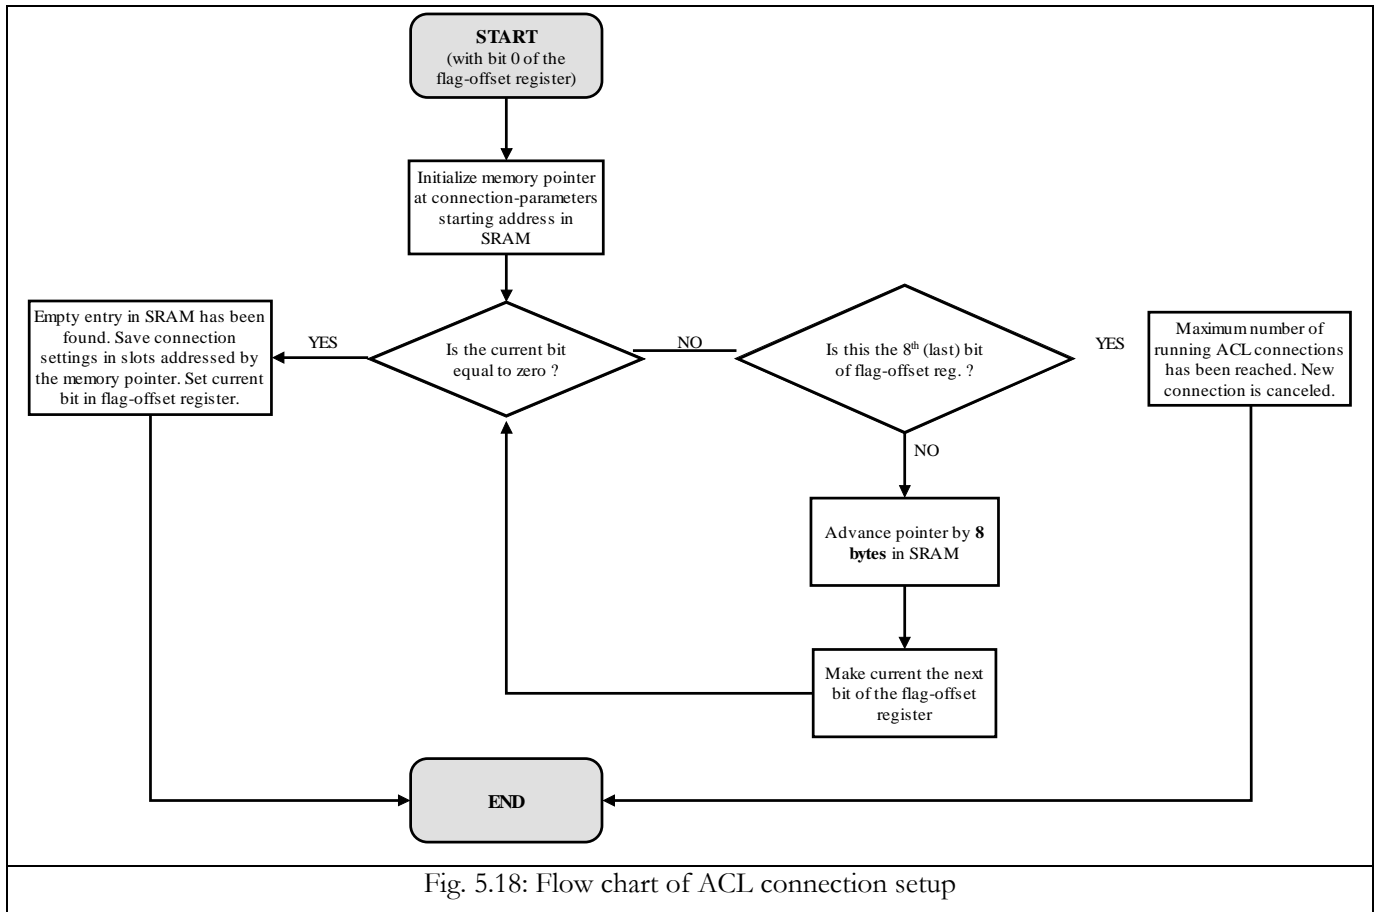 START
(with bit 0 of the
flag-offset register)
Initialize memory pointer
at connection-parameters
starting address in
SRAM
Empty entry in SRAM has been
found. Save connection
settings in slots addressed by
the memory pointer. Set current
bit in flag-offset register.
YES
Is the current bit
equal to zero ?
NO
Is this the 8th (last) bit
of flag-offset reg. ?
YES
Maximum number of
running ACL connections
has been reached. New
connection is canceled.
NO
Advance pointer by 8
bytes in SRAM
Make current the next
bit of the flag-offset
register
END
Fig. 5.18: Flow chart of ACL connection setup